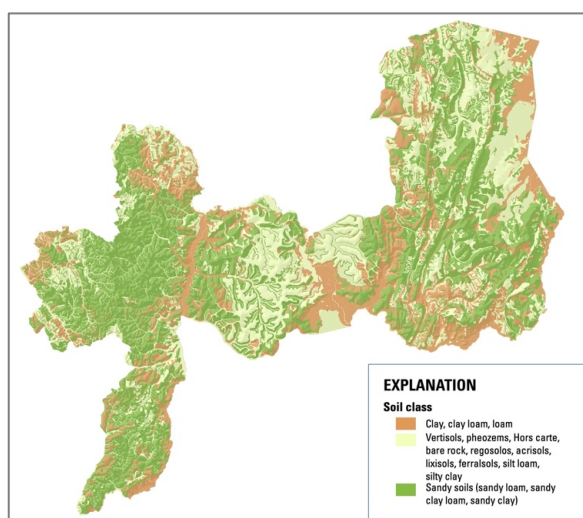 EXPLANATION
Soil class
Clay, clay loam, loam
Vertisols, pheozems, Hors carte,
bare rock, regosolos, acrisols,
lixisols, ferralsols, silt loam,
silty clay
Sandy soils (sandy loam, sandy
clay loam, sandy clay)